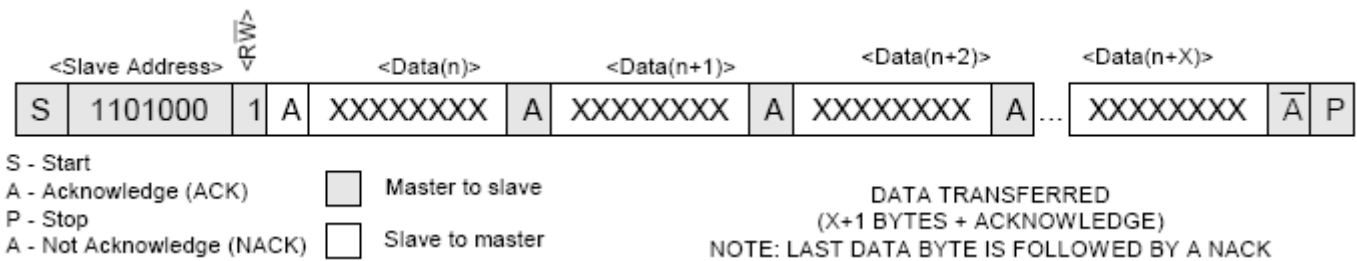 <Slave Address> <RW̅> <Data(n)> <Data(n+1)> <Data(n+2)> <Data(n+X)>
S 1101000 1 A XXXXXXXX A XXXXXXXX A XXXXXXXX A ... XXXXXXXX A̅ P
S - Start
A - Acknowledge (ACK)
P - Stop
A - Not Acknowledge (NACK)
Master to slave
Slave to master
DATA TRANSFERRED
(X+1 BYTES + ACKNOWLEDGE)
NOTE: LAST DATA BYTE IS FOLLOWED BY A NACK